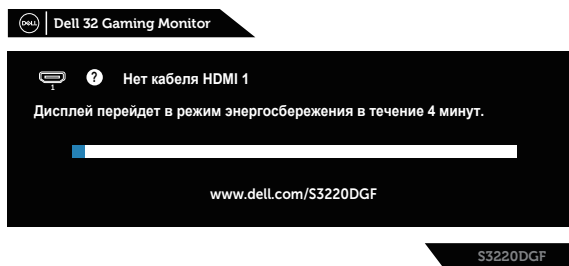 DELL Dell 32 Gaming Monitor
1 ? Нет кабеля HDMI 1
Дисплей перейдет в режим энергосбережения в течение 4 минут.
www.dell.com/S3220DGF
S3220DGF